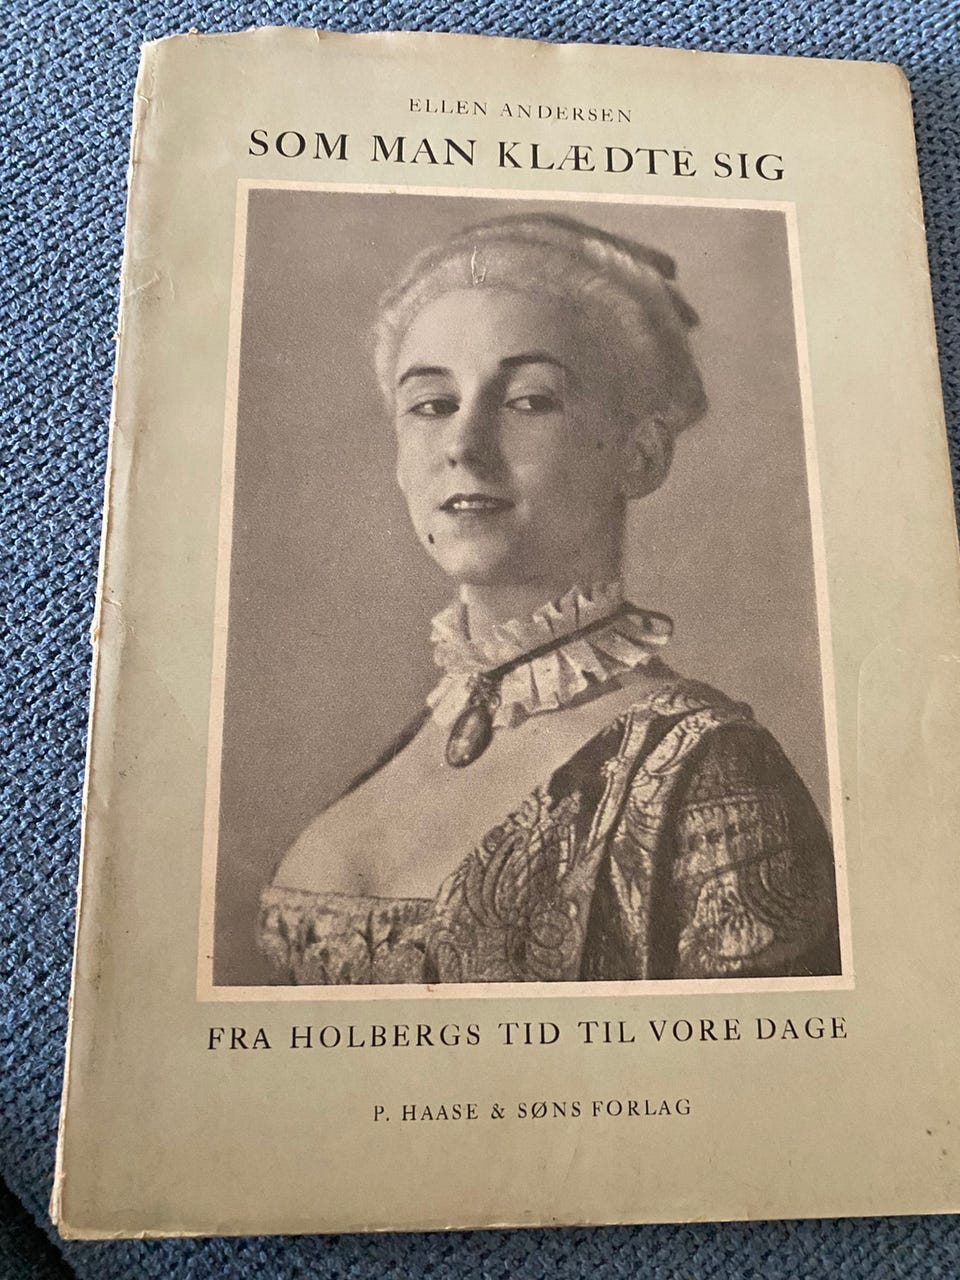 ELLEN ANDERSEN
SOM MAN KLÆDTE SIG
FRA HOLBERGS TID TIL VORE DAGE
P. HAASE & SØNS FORLAG